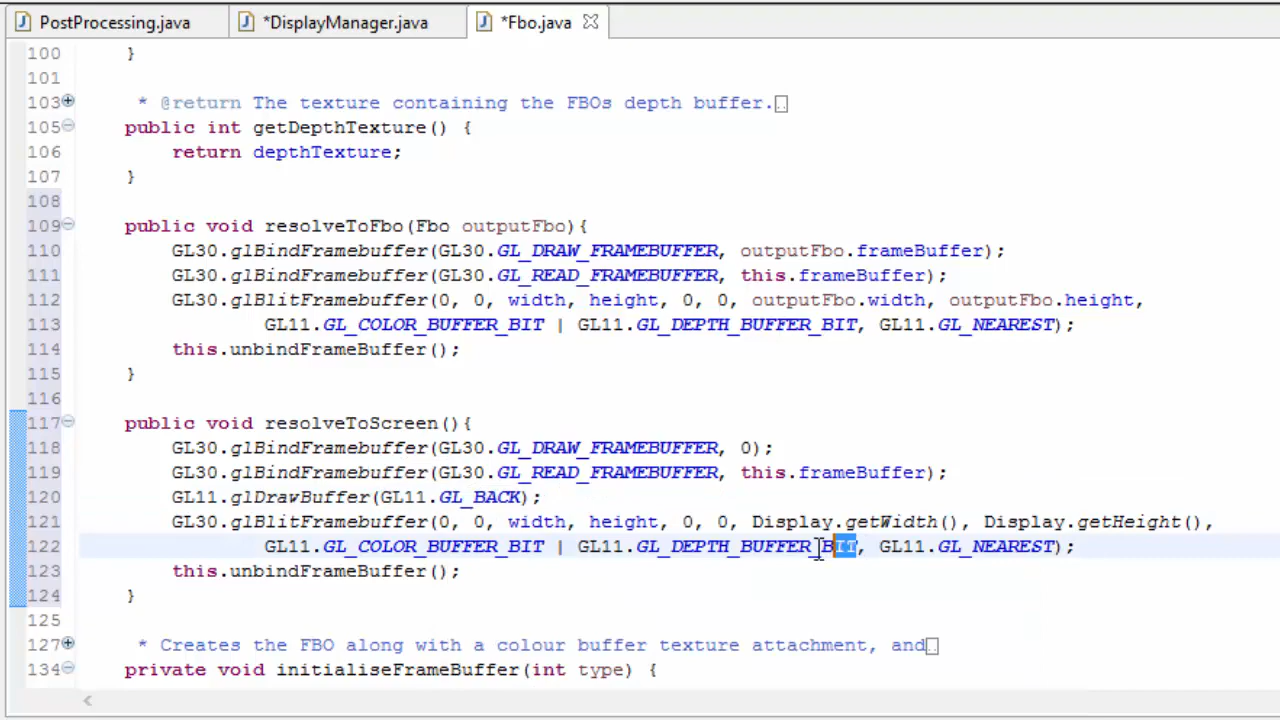 PostProcessing.java *DisplayManager.java *Fbo.java
100 }
101
103 * @return The texture containing the FBOs depth buffer.
105 public int getDepthTexture() {
106 return depthTexture;
107 }
108
109 public void resolveToFbo(Fbo outputFbo){
110 GL30.glBindFramebuffer(GL30.GL_DRAW_FRAMEBUFFER, outputFbo.frameBuffer);
111 GL30.glBindFramebuffer(GL30.GL_READ_FRAMEBUFFER, this.frameBuffer);
112 GL30.glBlitFramebuffer(0, 0, width, height, 0, 0, outputFbo.width, outputFbo.height,
113 GL11.GL_COLOR_BUFFER_BIT | GL11.GL_DEPTH_BUFFER_BIT, GL11.GL_NEAREST);
114 this.unbindFrameBuffer();
115 }
116
117 public void resolveToScreen(){
118 GL30.glBindFramebuffer(GL30.GL_DRAW_FRAMEBUFFER, 0);
119 GL30.glBindFramebuffer(GL30.GL_READ_FRAMEBUFFER, this.frameBuffer);
120 GL11.glDrawBuffer(GL11.GL_BACK);
121 GL30.glBlitFramebuffer(0, 0, width, height, 0, 0, Display.getWidth(), Display.getHeight(),
122 GL11.GL_COLOR_BUFFER_BIT | GL11.GL_DEPTH_BUFFER_BIT, GL11.GL_NEAREST);
123 this.unbindFrameBuffer();
124 }
125
127 * Creates the FBO along with a colour buffer texture attachment, and
134 private void initialiseFrameBuffer(int type) {